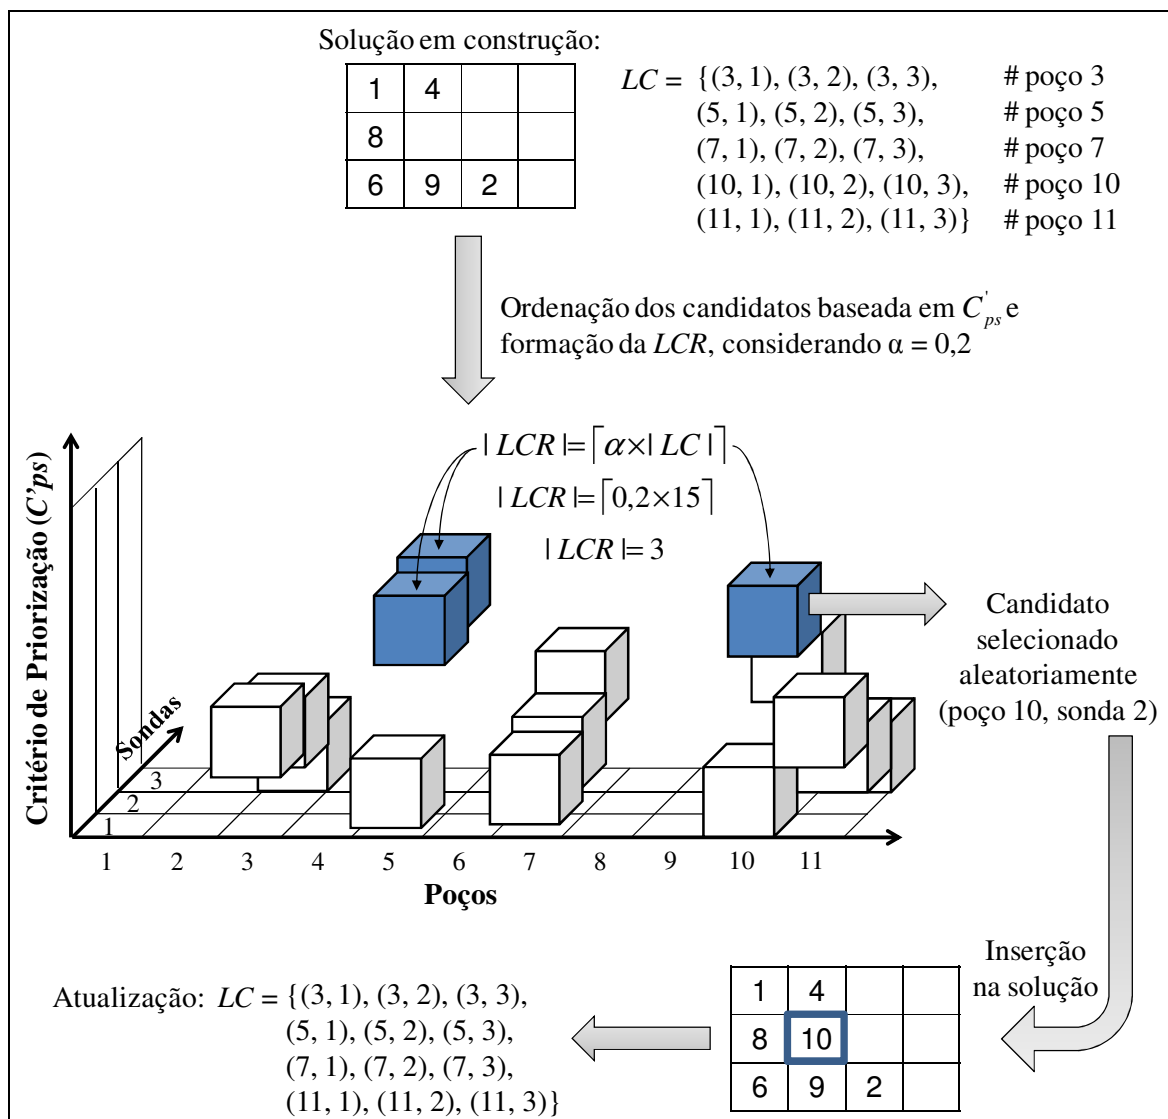 Solução em construção:
1 4
8
6 9 2
LC = {(3, 1), (3, 2), (3, 3), # poço 3
(5, 1), (5, 2), (5, 3), # poço 5
(7, 1), (7, 2), (7, 3), # poço 7
(10, 1), (10, 2), (10, 3), # poço 10
(11, 1), (11, 2), (11, 3)} # poço 11
Ordenação dos candidatos baseada em C'ps e
formação da LCR, considerando α = 0,2
| LCR |= ⌈α×| LC |⌉
| LCR |= ⌈0,2×15⌉
| LCR |= 3
Critério de Priorização (C'ps)
Sondas
3
2
1
1 2 3 4 5 6 7 8 9 10 11
Poços
Candidato
selecionado
aleatoriamente
(poço 10, sonda 2)
Inserção
na solução
1 4
8 10
6 9 2
Atualização: LC = {(3, 1), (3, 2), (3, 3),
(5, 1), (5, 2), (5, 3),
(7, 1), (7, 2), (7, 3),
(11, 1), (11, 2), (11, 3)}